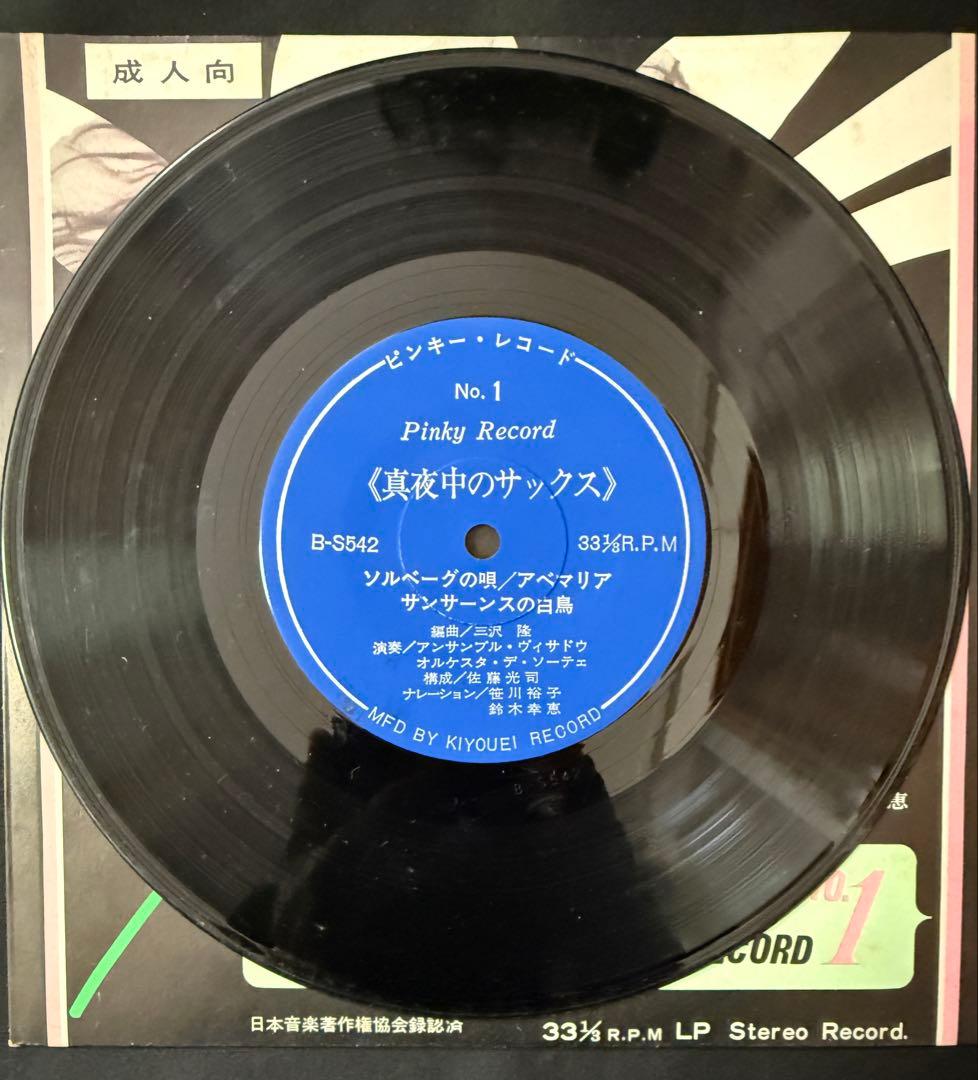 成人向
ピンキー・レコード
No. 1
Pinky Record
《真夜中のサックス》
B-S542
33⅓R.P.M
ソルベーグの唄／アベマリア
サンサーンスの白鳥
編曲／三沢 隆
演奏／アンサンブル・ヴィサドウ
オルケスタ・デ・ソーテェ
構成／佐藤光司
ナレーション／笹川裕子
鈴木幸恵
MFD BY KIYOUEI RECORD
恵
No.1
ECORD
日本音楽著作権協会録認済
33⅓ R.P.M LP Stereo Record.